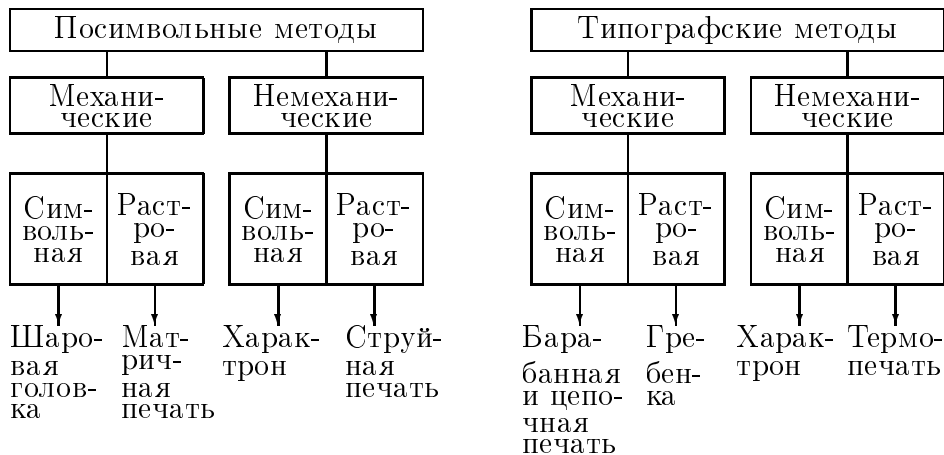 Посимвольные методы
Механи-
ческие
Немехани-
ческие
Сим-
воль-
ная
Раст-
ро-
вая
Сим-
воль-
ная
Раст-
ро-
вая
Шаро-
вая
голов-
ка
Мат-
рич-
ная
печать
Харак-
трон
Струй-
ная
печать
Типографские методы
Механи-
ческие
Немехани-
ческие
Сим-
воль-
ная
Раст-
ро-
вая
Сим-
воль-
ная
Раст-
ро-
вая
Бара-
банная
и цепо-
чная
печать
Гре-
бен-
ка
Харак-
трон
Термо-
печать